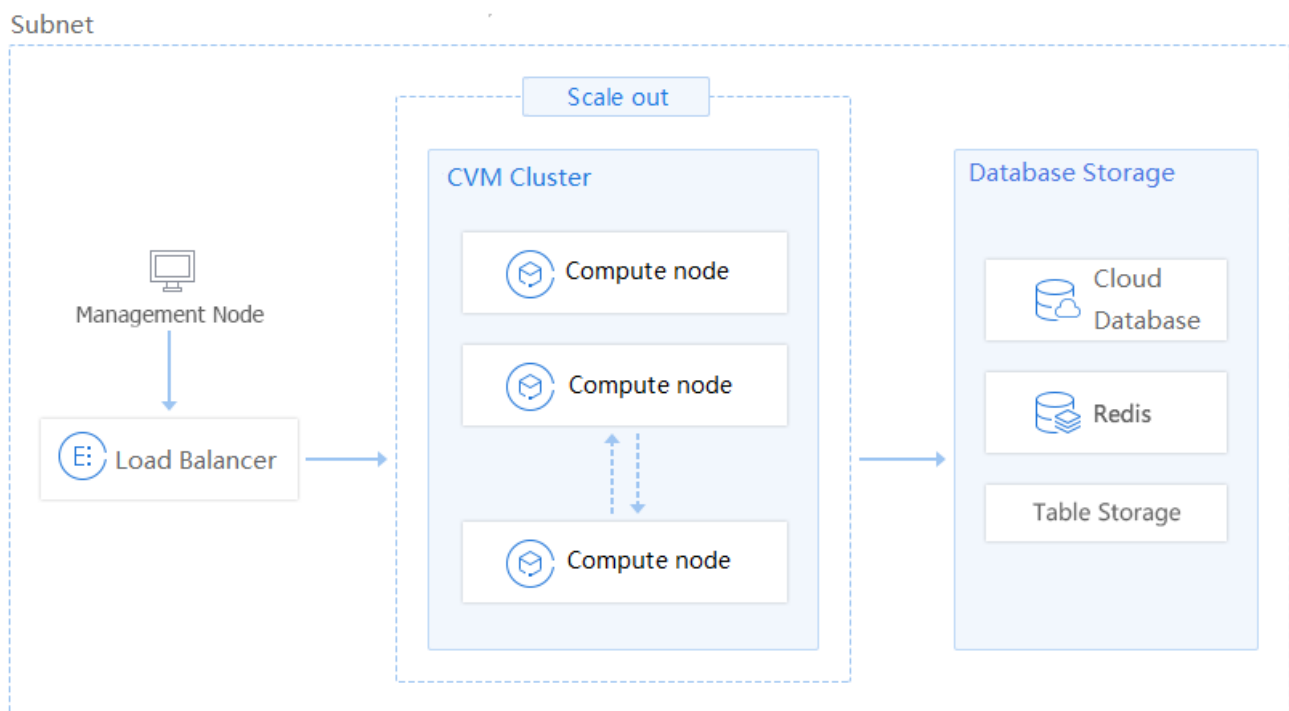 Subnet
Scale out
CVM Cluster
Compute node
Compute node
Compute node
Management Node
E:
Load Balancer
Database Storage
Cloud
Database
Redis
Table Storage